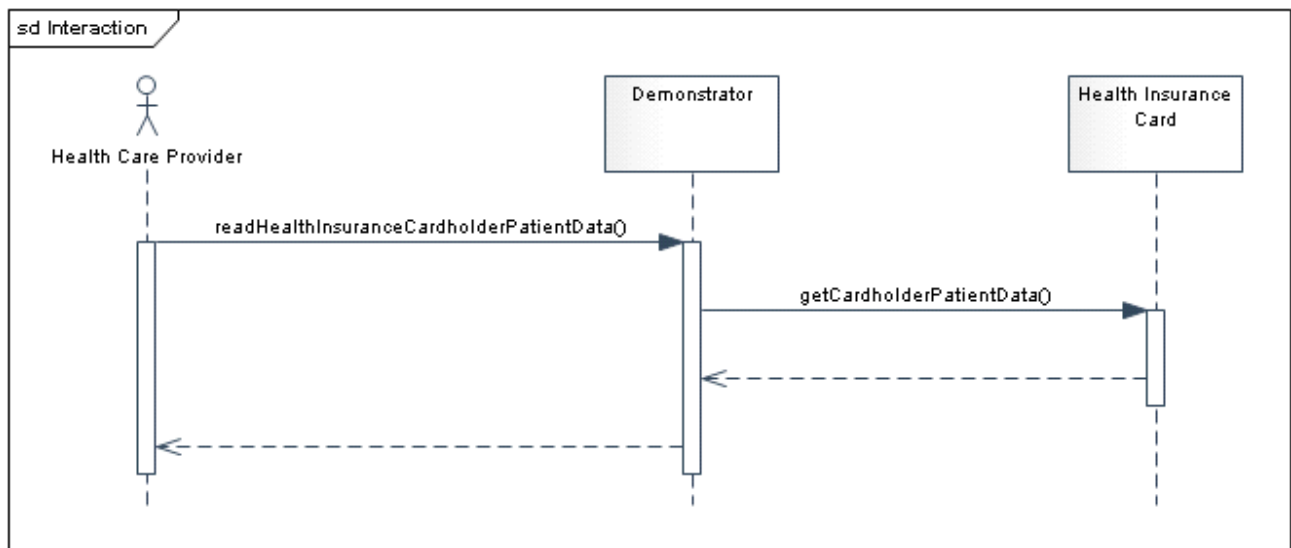 sd Interaction
Demonstrator
Health Insurance
Card
Health Care Provider
readHealthInsuranceCardholderPatientData()
getCardholderPatientData()